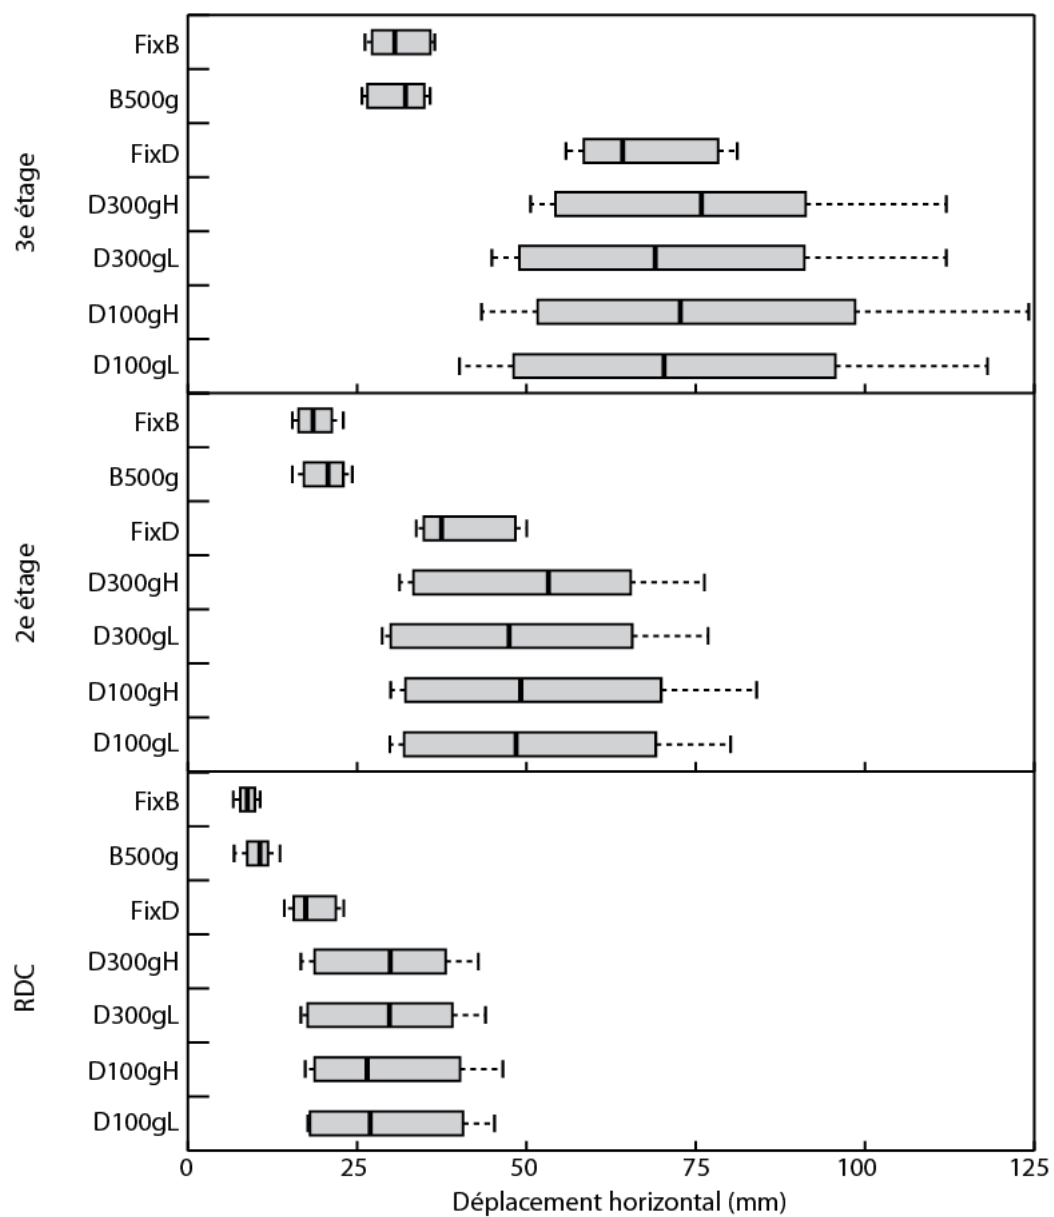 3e étage
FixB
B500g
FixD
D300gH
D300gL
D100gH
D100gL
2e étage
FixB
B500g
FixD
D300gH
D300gL
D100gH
D100gL
RDC
FixB
B500g
FixD
D300gH
D300gL
D100gH
D100gL
0 25 50 75 100 125
Déplacement horizontal (mm)